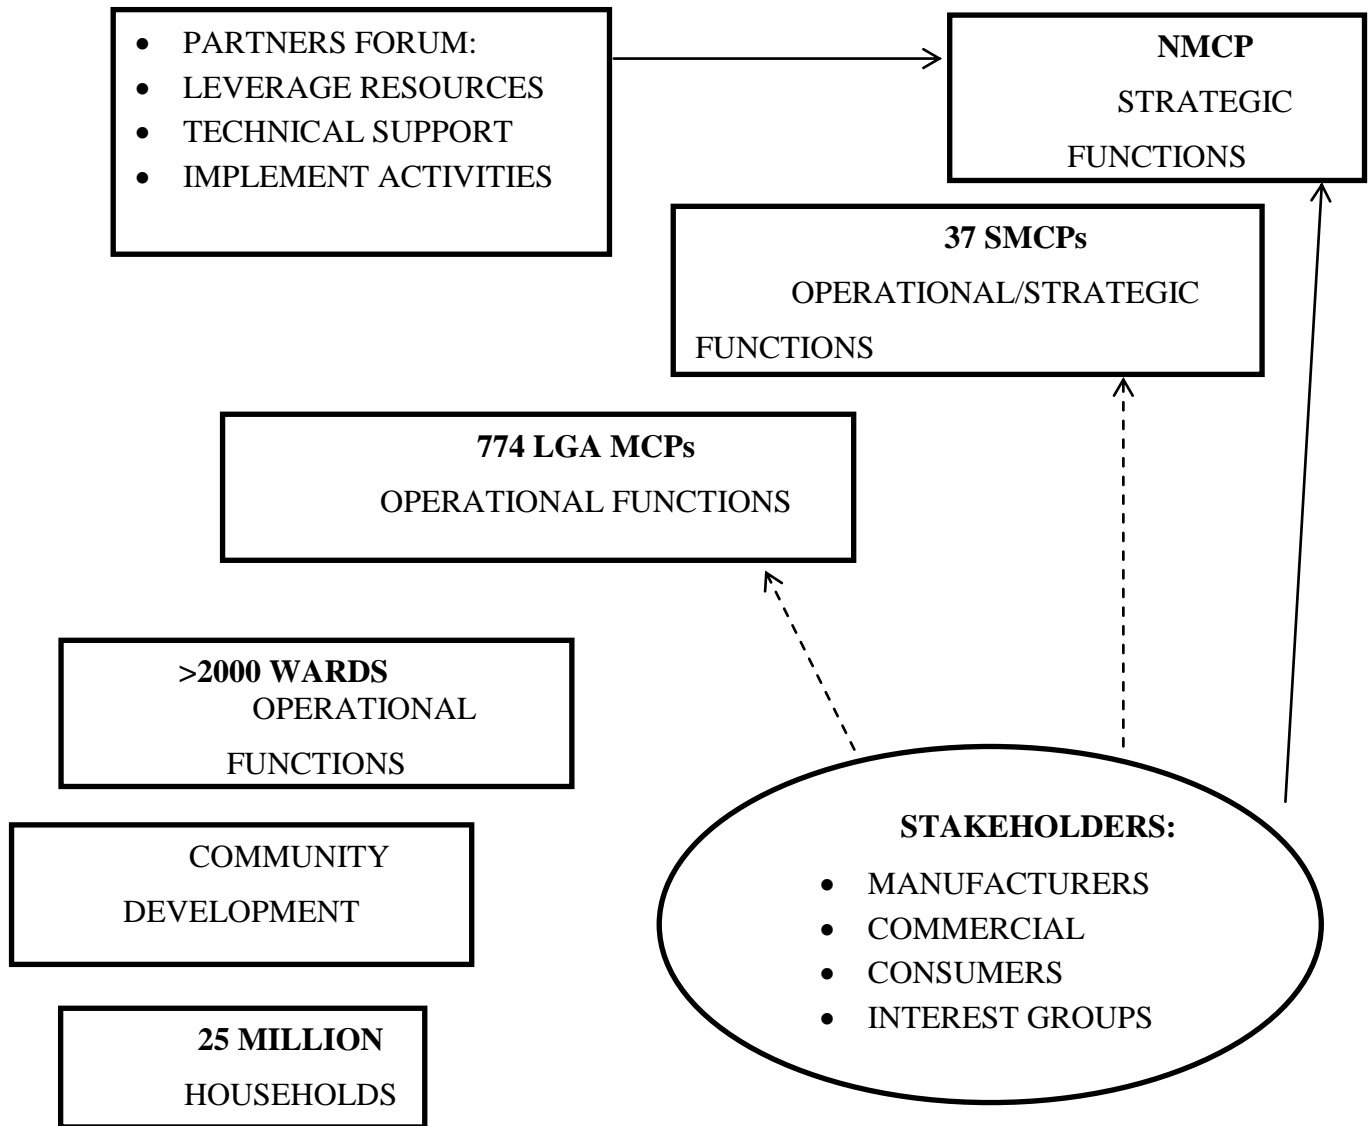 • PARTNERS FORUM:
• LEVERAGE RESOURCES
• TECHNICAL SUPPORT
• IMPLEMENT ACTIVITIES
NMCP
STRATEGIC
FUNCTIONS
37 SMCPs
OPERATIONAL/STRATEGIC
FUNCTIONS
774 LGA MCPs
OPERATIONAL FUNCTIONS
>2000 WARDS
OPERATIONAL
FUNCTIONS
COMMUNITY
DEVELOPMENT
25 MILLION
HOUSEHOLDS
STAKEHOLDERS:
• MANUFACTURERS
• COMMERCIAL
• CONSUMERS
• INTEREST GROUPS